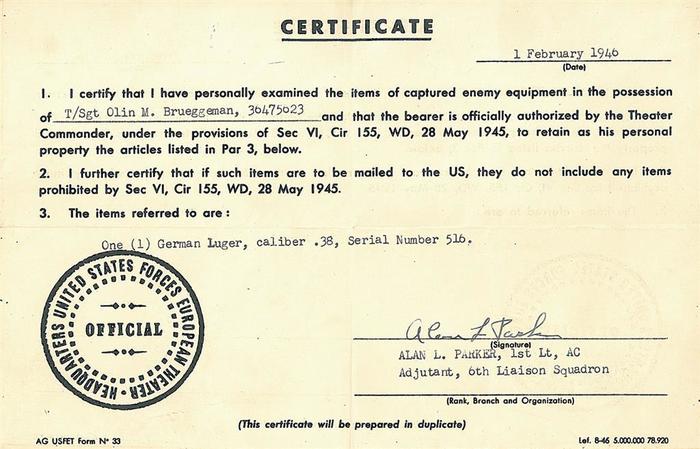 CERTIFICATE
1 February 1946
(Date)
1. I certify that I have personally examined the items of captured enemy equipment in the possession
of T/Sgt Olin M. Brueggeman, 36475623 and that the bearer is officially authorized by the Theater
Commander, under the provisions of Sec VI, Cir 155, WD, 28 May 1945, to retain as his personal
property the articles listed in Par 3, below.
2. I further certify that if such items are to be mailed to the US, they do not include any items
prohibited by Sec VI, Cir 155, WD, 28 May 1945.
3. The items referred to are :
One (1) German Luger, caliber .38, Serial Number 516.
HEADQUARTERS UNITED STATES FORCES EUROPEAN THEATER
OFFICIAL
Alan L Parker
(Signature)
ALAN L. PARKER, 1st Lt, AC
Adjutant, 6th Liaison Squadron
(Rank, Branch and Organization)
(This certificate will be prepared in duplicate)
AG USFET Form N° 33
Lef. 8-46 5.000.000 78.920